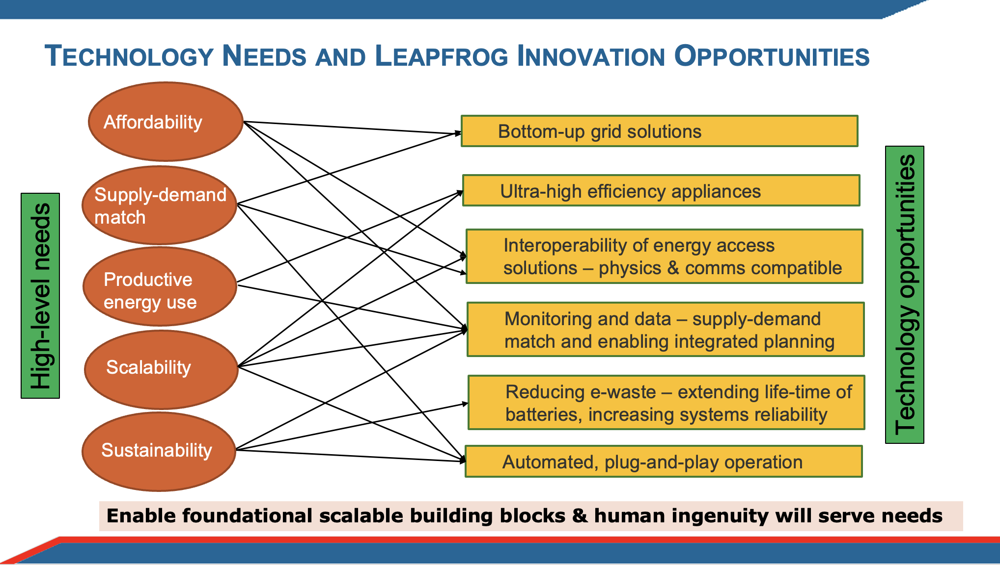 TECHNOLOGY NEEDS AND LEAPFROG INNOVATION OPPORTUNITIES
High-level needs
Affordability
Supply-demand
match
Productive
energy use
Scalability
Sustainability
Bottom-up grid solutions
Ultra-high efficiency appliances
Interoperability of energy access
solutions – physics & comms compatible
Monitoring and data – supply-demand
match and enabling integrated planning
Reducing e-waste – extending life-time of
batteries, increasing systems reliability
Automated, plug-and-play operation
Technology opportunities
Enable foundational scalable building blocks & human ingenuity will serve needs